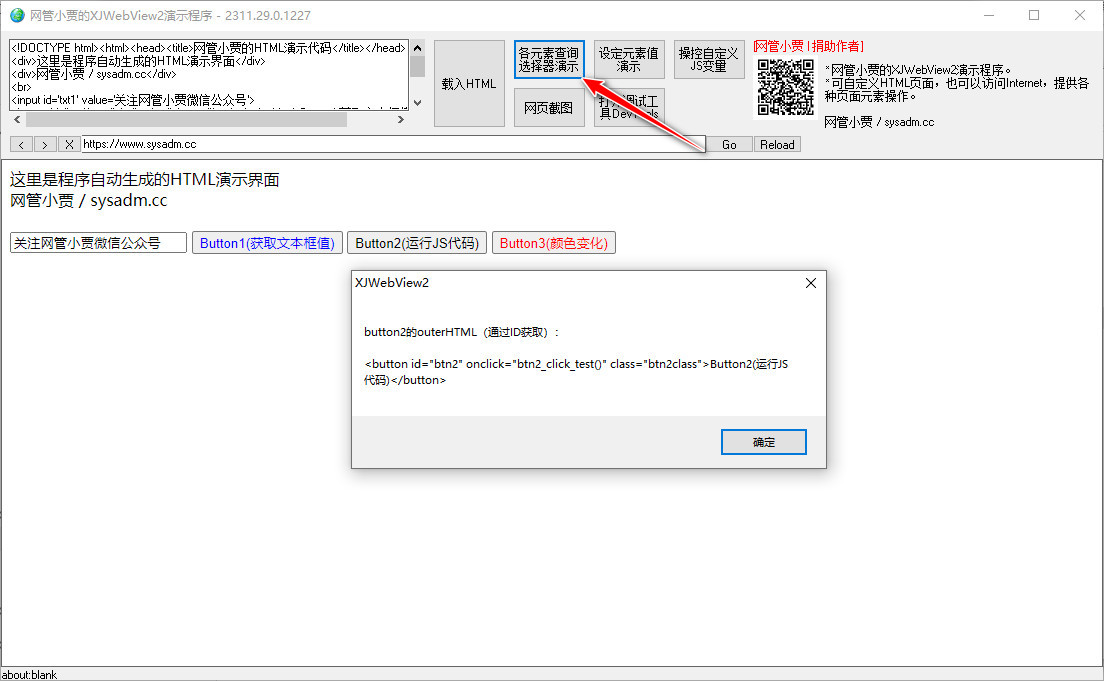 网管小贾的XJWebView2演示程序 - 2311.29.0.1227
<!DOCTYPE html><html><head><title>网管小贾的HTML演示代码</title></head>
<div>这里是程序自动生成的HTML演示界面</div>
<div>网管小贾 / sysadm.cc</div>
<br>
<input id='txt1' value='关注网管小贾微信公众号'>
载入HTML
各元素查询
选择器演示
设定元素值
演示
操控自定义
JS变量
网页截图
打开调试工
具DevTools
[网管小贾 | 捐助作者]
*网管小贾的XJWebView2演示程序。
*可自定义HTML页面，也可以访问Internet，提供各
种页面元素操作。
网管小贾 / sysadm.cc
< > X https://www.sysadm.cc Go Reload
这里是程序自动生成的HTML演示界面
网管小贾 / sysadm.cc
关注网管小贾微信公众号 Button1(获取文本框值) Button2(运行JS代码) Button3(颜色变化)
XJWebView2
button2的outerHTML（通过ID获取）:
<button id="btn2" onclick="btn2_click_test()" class="btn2class">Button2(运行JS
代码)</button>
确定
about:blank